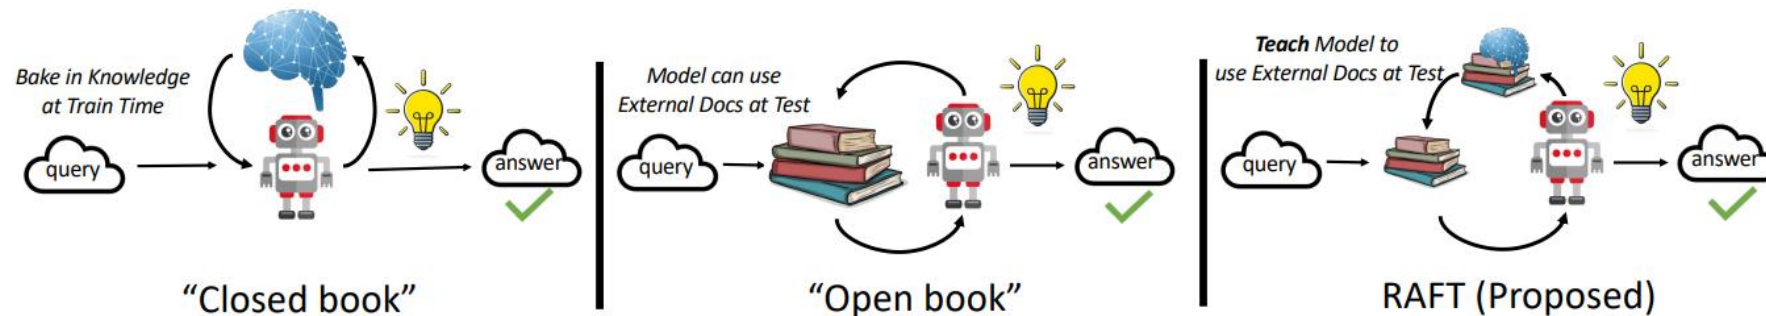 Bake in Knowledge
at Train Time
query
answer
“Closed book”
Model can use
External Docs at Test
query
answer
“Open book”
Teach Model to
use External Docs at Test
query
answer
RAFT (Proposed)